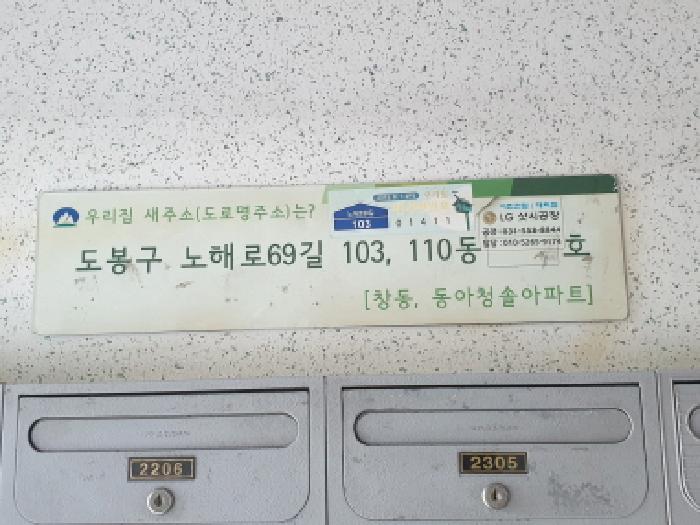 우리집 새주소(도로명주소)는?
103
01411
LG 샷시공장
도봉구 노해로69길 103, 110동 호
[창동, 동아청솔아파트]
2206
2305